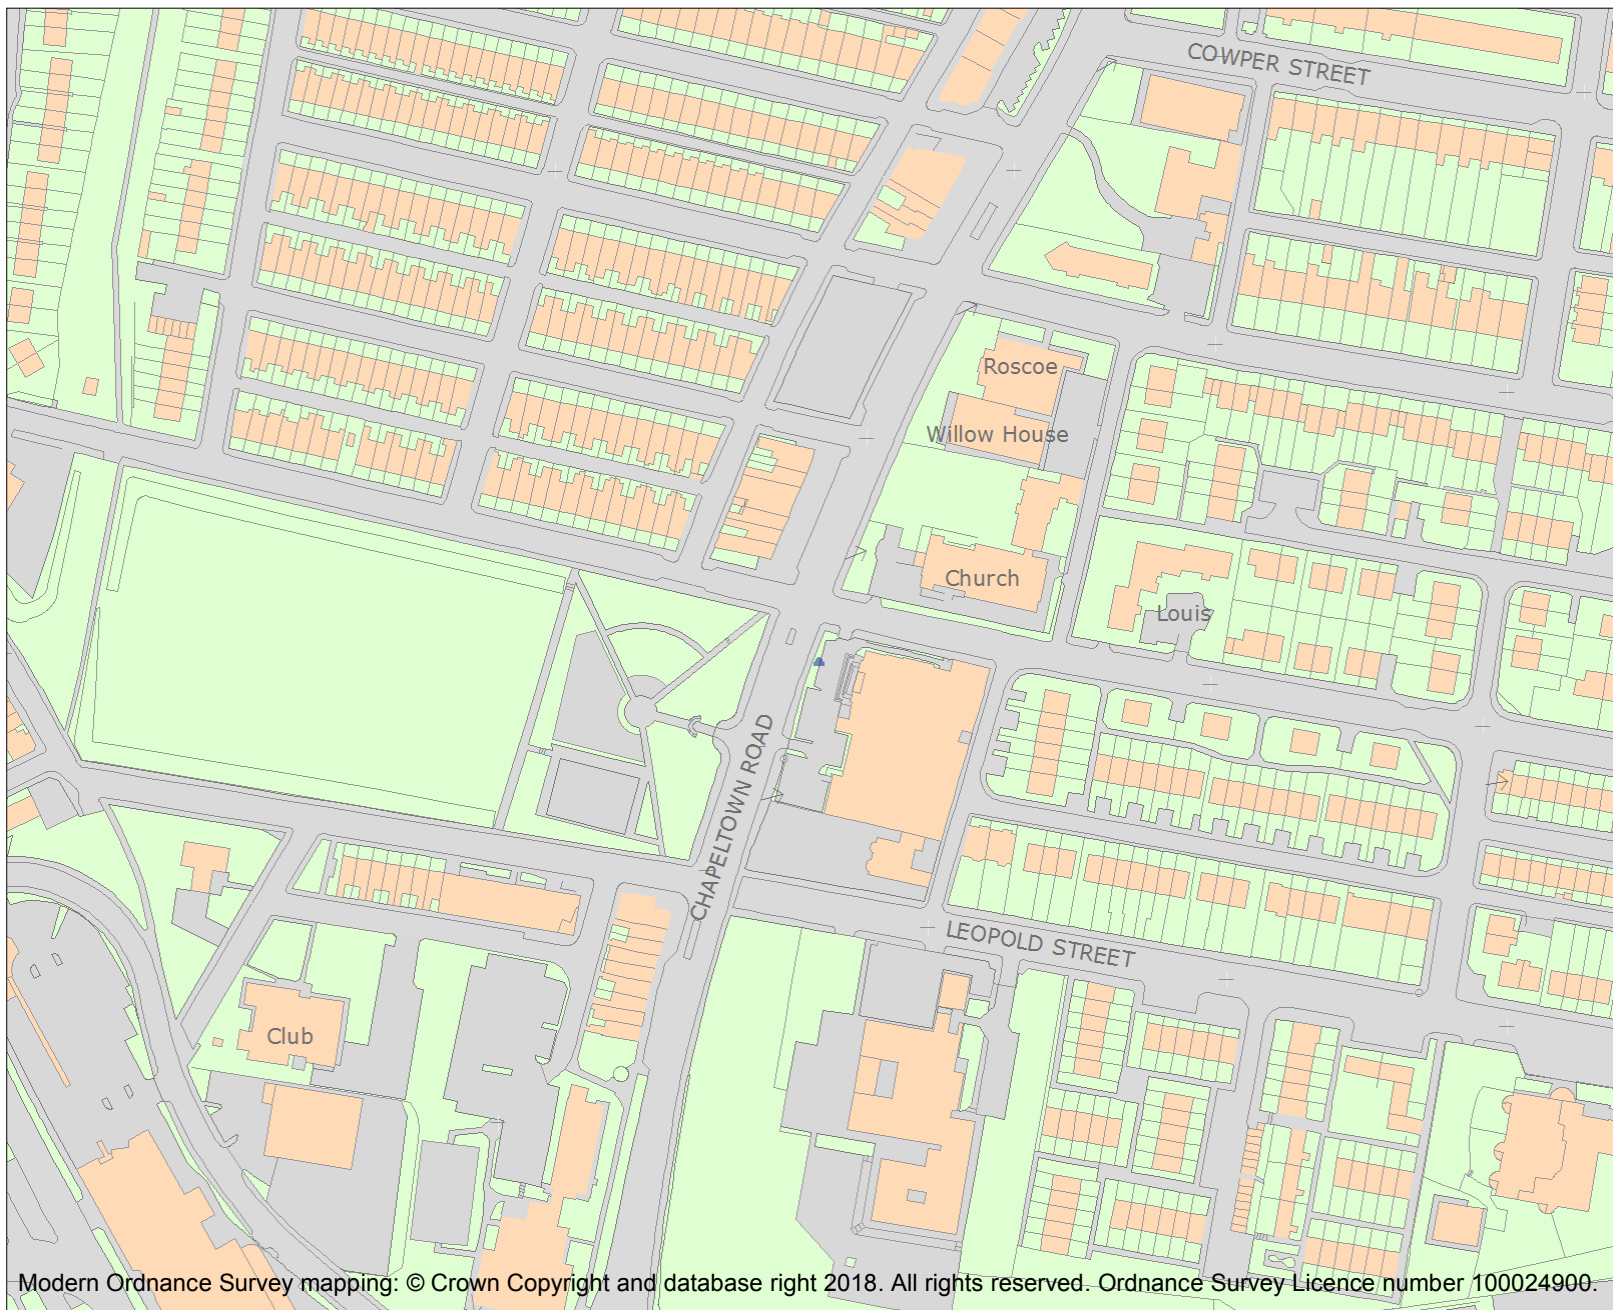 COWPER STREET
Roscoe
Willow House
Church
Louis
CHAPELTOWN ROAD
LEOPOLD STREET
Club
Modern Ordnance Survey mapping: © Crown Copyright and database right 2018. All rights reserved. Ordnance Survey Licence number 100024900.